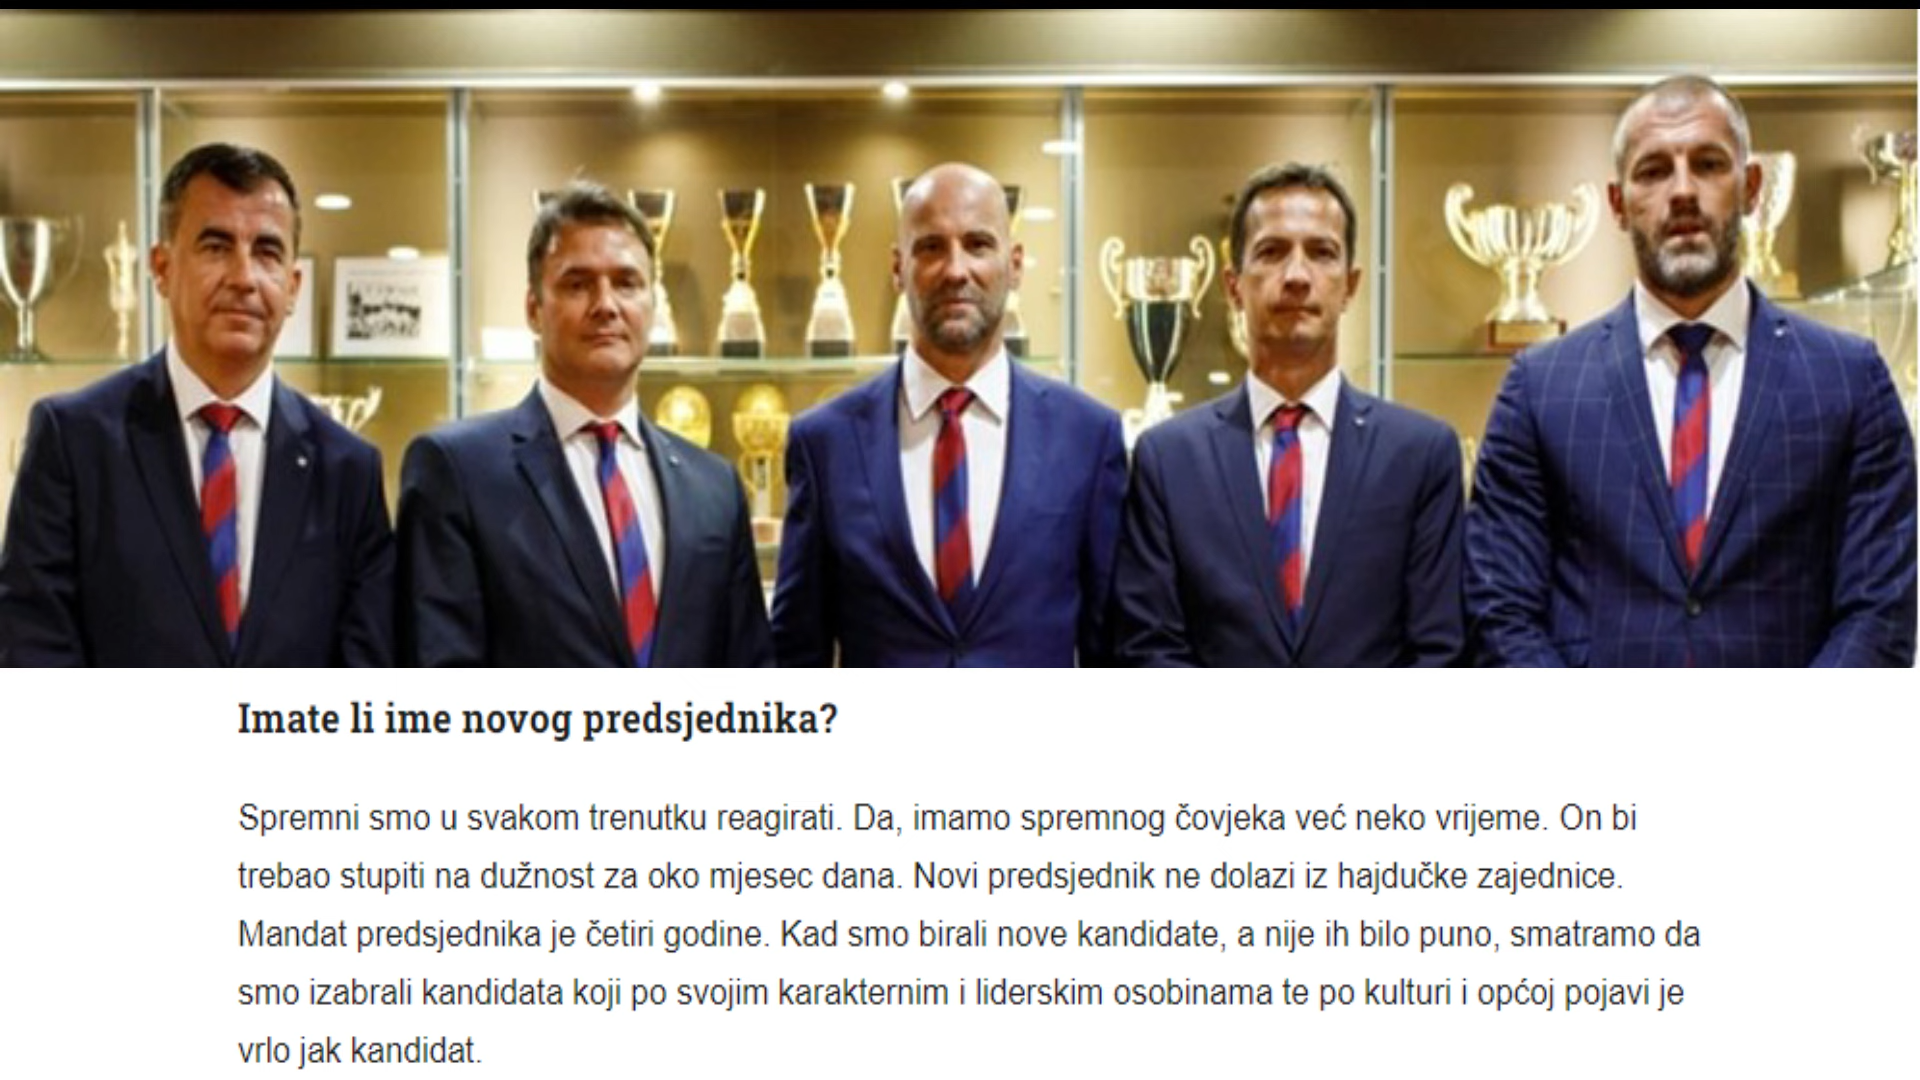 Imate li ime novog predsjednika?
Spremni smo u svakom trenutku reagirati. Da, imamo spremnog čovjeka već neko vrijeme. On bi
trebao stupiti na dužnost za oko mjesec dana. Novi predsjednik ne dolazi iz hajdučke zajednice.
Mandat predsjednika je četiri godine. Kad smo birali nove kandidate, a nije ih bilo puno, smatramo da
smo izabrali kandidata koji po svojim karakternim i liderskim osobinama te po kulturi i općoj pojavi je
vrlo jak kandidat.